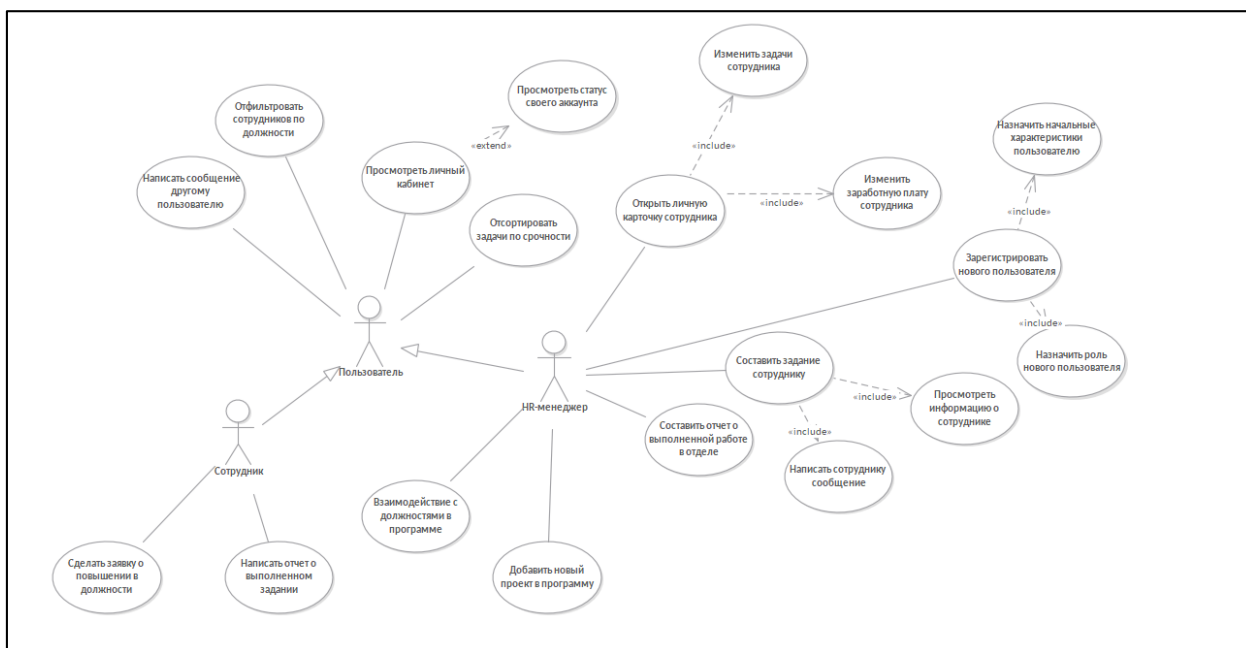 Изменить задачи
сотрудника
Просмотреть статус
своего аккаунта
Отфильтровать
сотрудников по
должности
Назначить начальные
характеристики
пользователю
«extend»
«include»
Написать сообщение
другому
пользователю
Просмотреть личный
кабинет
Открыть личную
карточку сотрудника
«include»
Изменить
заработную плату
сотрудника
«include»
Отсортировать
задачи по срочности
Зарегистрировать
нового пользователя
«include»
Пользователь
Составить задание
сотруднику
Назначить роль
нового пользователя
HR-менеджер
«include»
Просмотреть
информацию о
сотруднике
Составить отчет о
выполненной работе
в отделе
«include»
Написать сотруднику
сообщение
Сотрудник
Взаимодействие с
должностями в
программе
Сделать заявку о
повышении в
должности
Написать отчет о
выполненном
задании
Добавить новый
проект в программу